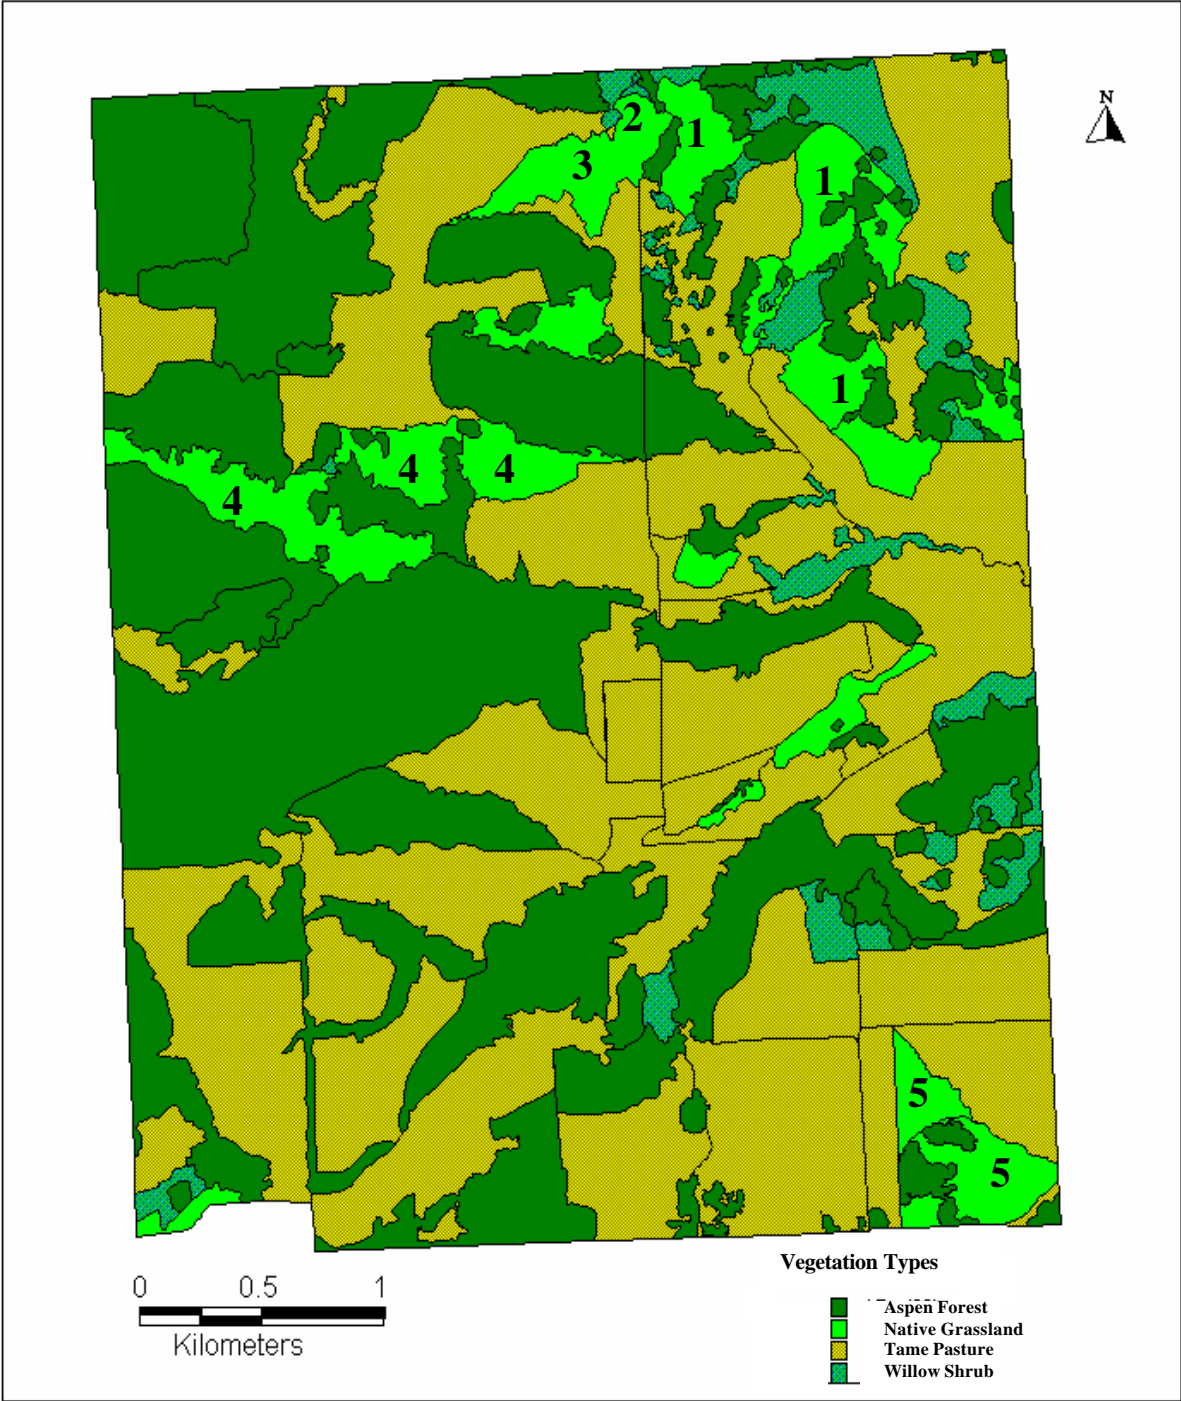 N
2
1
3
1
1
4
4
4
5
5
Vegetation Types
0 0.5 1
Kilometers
Aspen Forest
Native Grassland
Tame Pasture
Willow Shrub